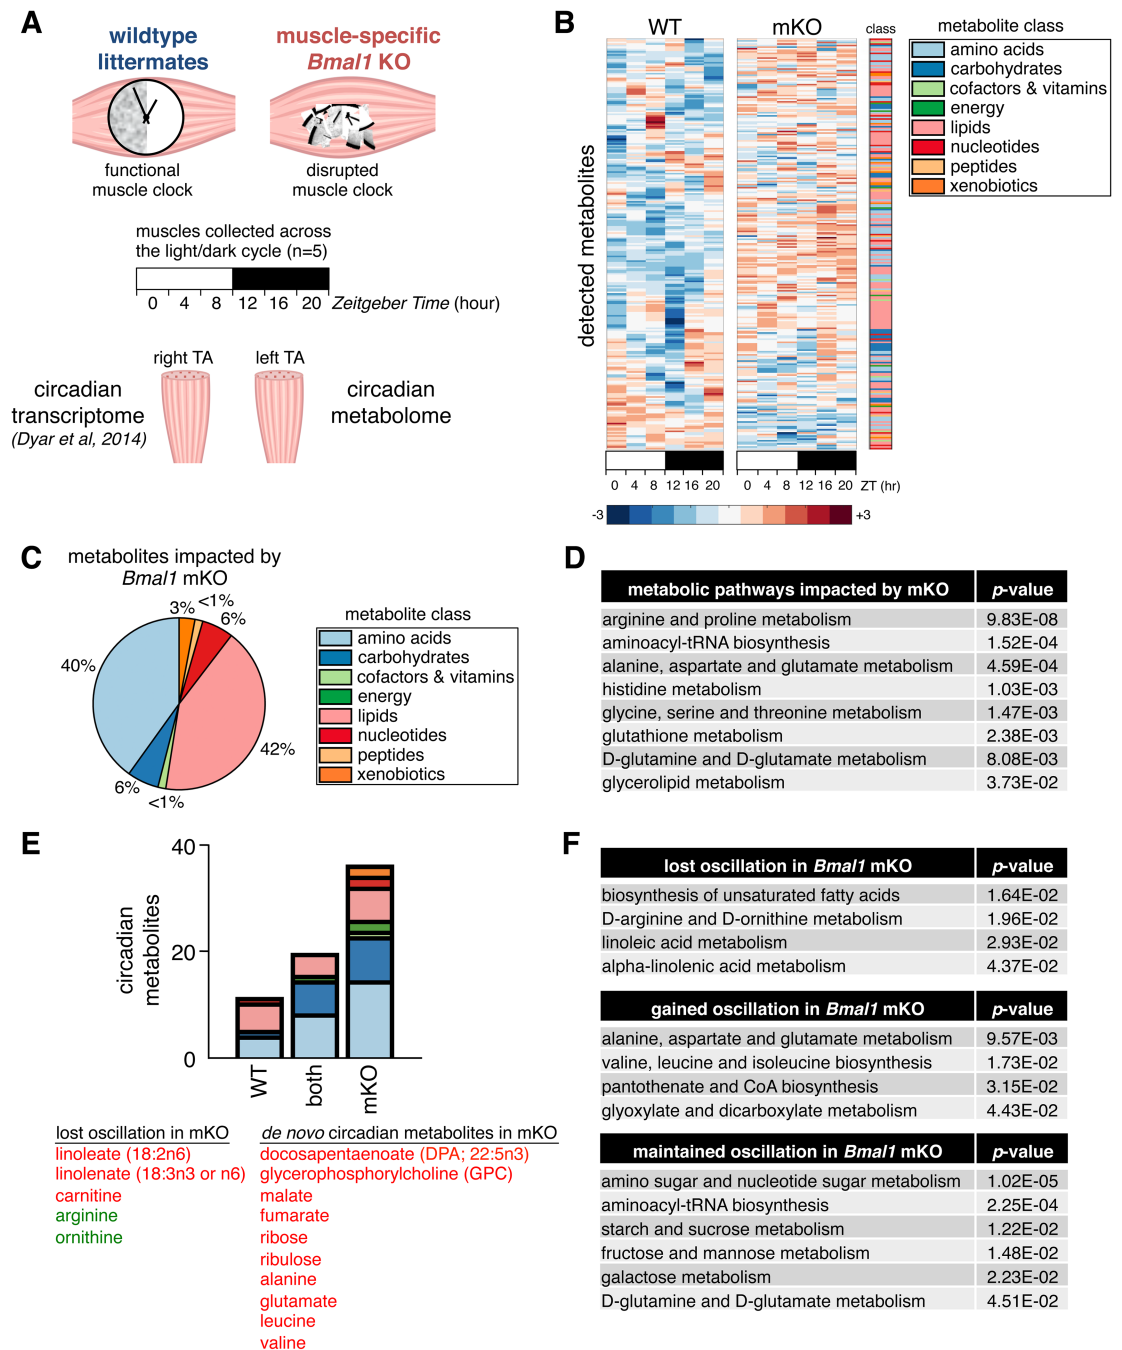 A
wildtype
littermates
muscle-specific
Bmal1 KO
functional
muscle clock
disrupted
muscle clock
muscles collected across
the light/dark cycle (n=5)
0 4 8 12 16 20 Zeitgeber Time (hour)
right TA
left TA
circadian
transcriptome
(Dyar et al, 2014)
circadian
metabolome
B
WT
mKO
class
metabolite class
amino acids
carbohydrates
cofactors & vitamins
energy
lipids
nucleotides
peptides
xenobiotics
detected metabolites
0 4 8 12 16 20
0 4 8 12 16 20
ZT (hr)
-3
+3
C
metabolites impacted by
Bmal1 mKO
3%
<1%
6%
40%
42%
6%
<1%
metabolite class
amino acids
carbohydrates
cofactors & vitamins
energy
lipids
nucleotides
peptides
xenobiotics
D
metabolic pathways impacted by mKO p-value
arginine and proline metabolism 9.83E-08
aminoacyl-tRNA biosynthesis 1.52E-04
alanine, aspartate and glutamate metabolism 4.59E-04
histidine metabolism 1.03E-03
glycine, serine and threonine metabolism 1.47E-03
glutathione metabolism 2.38E-03
D-glutamine and D-glutamate metabolism 8.08E-03
glycerolipid metabolism 3.73E-02
E
circadian
metabolites
40
20
0
WT
both
mKO
lost oscillation in mKO
linoleate (18:2n6)
linolenate (18:3n3 or n6)
carnitine
arginine
ornithine
de novo circadian metabolites in mKO
docosapentaenoate (DPA; 22:5n3)
glycerophosphorylcholine (GPC)
malate
fumarate
ribose
ribulose
alanine
glutamate
leucine
valine
F
lost oscillation in Bmal1 mKO p-value
biosynthesis of unsaturated fatty acids 1.64E-02
D-arginine and D-ornithine metabolism 1.96E-02
linoleic acid metabolism 2.93E-02
alpha-linolenic acid metabolism 4.37E-02
gained oscillation in Bmal1 mKO p-value
alanine, aspartate and glutamate metabolism 9.57E-03
valine, leucine and isoleucine biosynthesis 1.73E-02
pantothenate and CoA biosynthesis 3.15E-02
glyoxylate and dicarboxylate metabolism 4.43E-02
maintained oscillation in Bmal1 mKO p-value
amino sugar and nucleotide sugar metabolism 1.02E-05
aminoacyl-tRNA biosynthesis 2.25E-04
starch and sucrose metabolism 1.22E-02
fructose and mannose metabolism 1.48E-02
galactose metabolism 2.23E-02
D-glutamine and D-glutamate metabolism 4.51E-02